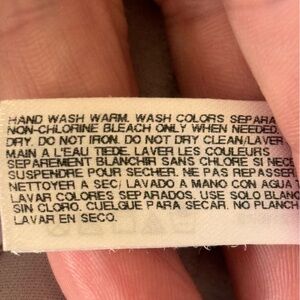 HAND WASH WARM. WASH COLORS SEPARA
NON-CHLORINE BLEACH ONLY WHEN NEEDED.
DRY. DO NOT IRON. DO NOT DRY CLEAN/LAVER
MAIN A L'EAU TIEDE. LAVER LES COULEURS
SEPAREMENT BLANCHIR SANS CHLORE SI NECE
SUSPENDRE POUR SECHER. NE PAS REPASSER
NETTOYER A SEC/ LAVADO A MANO CON AGUA T
LAVAR COLORES SEPARADOS. USE SOLO BLANQ
SIN CLORO. CUELGUE PARA SECAR. NO PLANCH
LAVAR EN SECO.